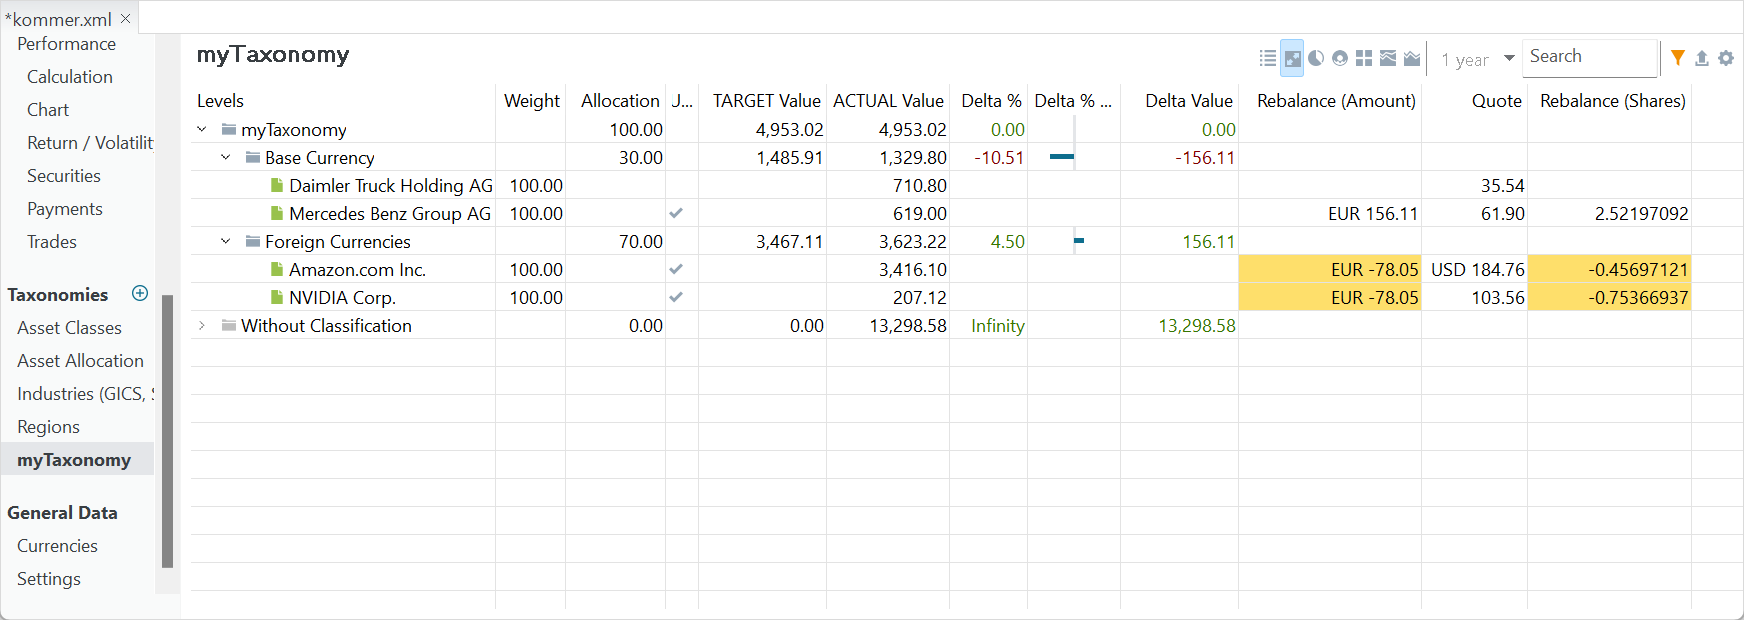 *kommer.xml
Performance
Calculation
Chart
Return / Volatilit
Securities
Payments
Trades
Taxonomies
Asset Classes
Asset Allocation
Industries (GICS, S
Regions
myTaxonomy
General Data
Currencies
Settings
myTaxonomy
1 year
Search
Levels Weight Allocation J... TARGET Value ACTUAL Value Delta % Delta % ... Delta Value Rebalance (Amount) Quote Rebalance (Shares)
myTaxonomy 100.00 4,953.02 4,953.02 0.00 0.00
Base Currency 30.00 1,485.91 1,329.80 -10.51 -156.11
Daimler Truck Holding AG 100.00 710.80 35.54
Mercedes Benz Group AG 100.00 619.00 EUR 156.11 61.90 2.52197092
Foreign Currencies 70.00 3,467.11 3,623.22 4.50 156.11
Amazon.com Inc. 100.00 3,416.10 EUR -78.05 USD 184.76 -0.45697121
NVIDIA Corp. 100.00 207.12 EUR -78.05 103.56 -0.75366937
Without Classification 0.00 0.00 13,298.58 Infinity 13,298.58